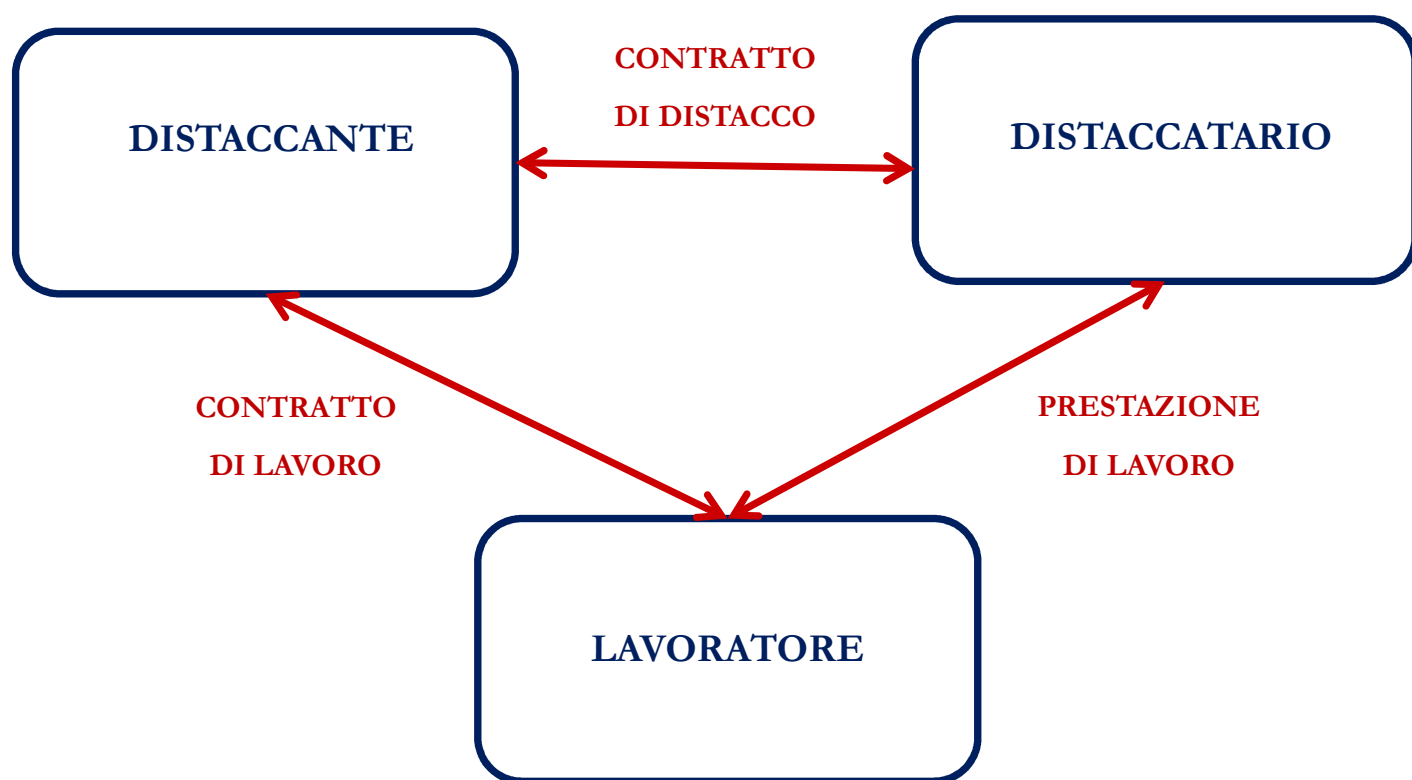 CONTRATTO
DI DISTACCO
DISTACCANTE
DISTACCATARIO
CONTRATTO
DI LAVORO
PRESTAZIONE
DI LAVORO
LAVORATORE